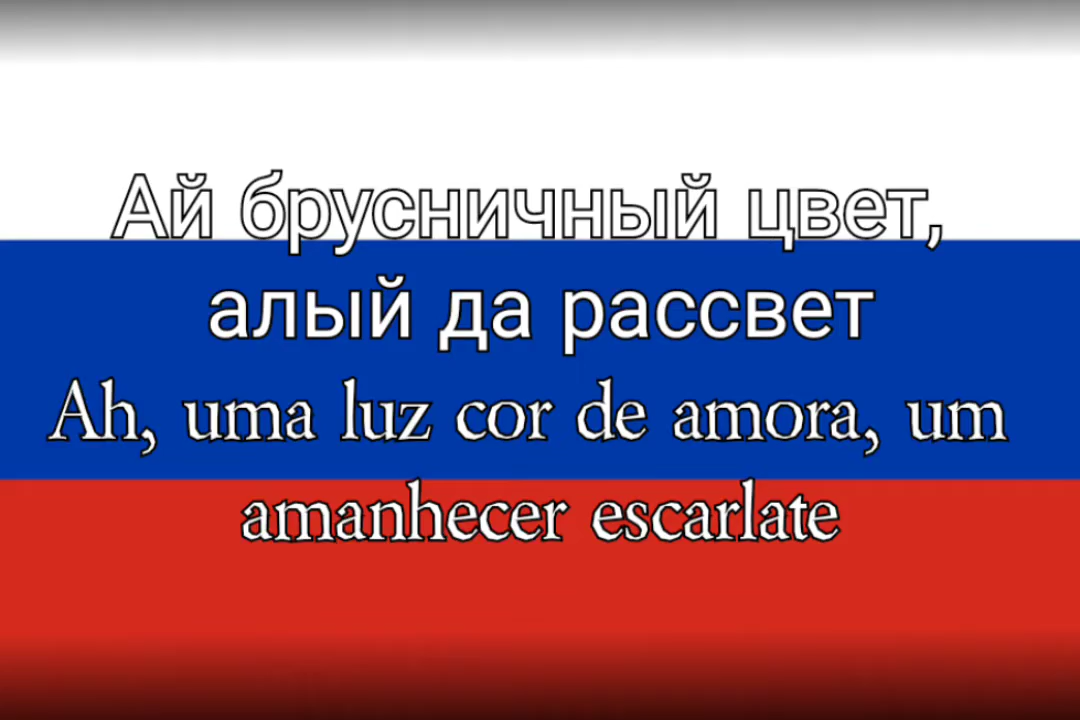 Ай брусничный цвет,
алый да рассвет
Ah, uma luz cor de amora, um
amanhecer escarlate